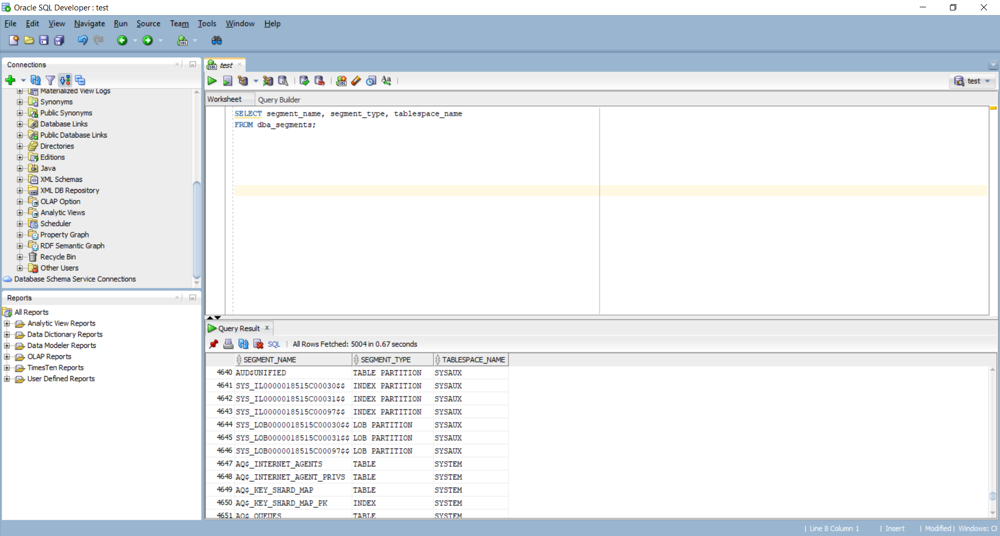 Oracle SQL Developer : test
File Edit View Navigate Run Source Team Tools Window Help
Connections
Materialized View Logs
Synonyms
Public Synonyms
Database Links
Public Database Links
Directories
Editions
Java
XML Schemas
XML DB Repository
OLAP Option
Analytic Views
Scheduler
Property Graph
RDF Semantic Graph
Recycle Bin
Other Users
Database Schema Service Connections
Reports
All Reports
Analytic View Reports
Data Dictionary Reports
Data Modeler Reports
OLAP Reports
TimesTen Reports
User Defined Reports
test
test
Worksheet Query Builder
SELECT segment_name, segment_type, tablespace_name
FROM dba_segments;
Query Result
SQL | All Rows Fetched: 5004 in 0.67 seconds
SEGMENT_NAME SEGMENT_TYPE TABLESPACE_NAME
4640 AUD$UNIFIED TABLE PARTITION SYSAUX
4641 SYS_IL0000018515C00030$$ INDEX PARTITION SYSAUX
4642 SYS_IL0000018515C00031$$ INDEX PARTITION SYSAUX
4643 SYS_IL0000018515C00097$$ INDEX PARTITION SYSAUX
4644 SYS_LOB0000018515C00030$$ LOB PARTITION SYSAUX
4645 SYS_LOB0000018515C00031$$ LOB PARTITION SYSAUX
4646 SYS_LOB0000018515C00097$$ LOB PARTITION SYSAUX
4647 AQ$_INTERNET_AGENTS TABLE SYSTEM
4648 AQ$_INTERNET_AGENT_PRIVS TABLE SYSTEM
4649 AQ$_KEY_SHARD_MAP TABLE SYSTEM
4650 AQ$_KEY_SHARD_MAP_PK INDEX SYSTEM
4651 AQ$_QUEUES TABLE SYSTEM
| Line 8 Column 1 | Insert | Modified | Windows: CF